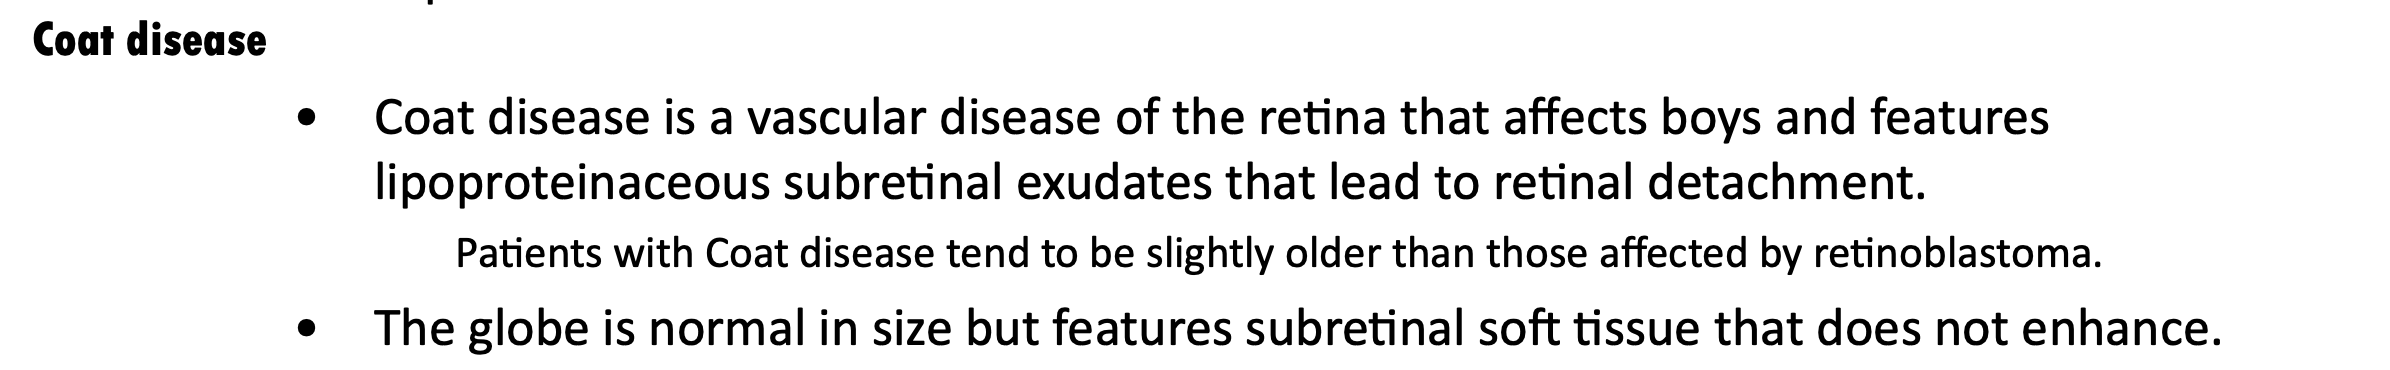 Coat disease
• Coat disease is a vascular disease of the retina that affects boys and features
lipoproteinaceous subretinal exudates that lead to retinal detachment.
Patients with Coat disease tend to be slightly older than those affected by retinoblastoma.
• The globe is normal in size but features subretinal soft tissue that does not enhance.